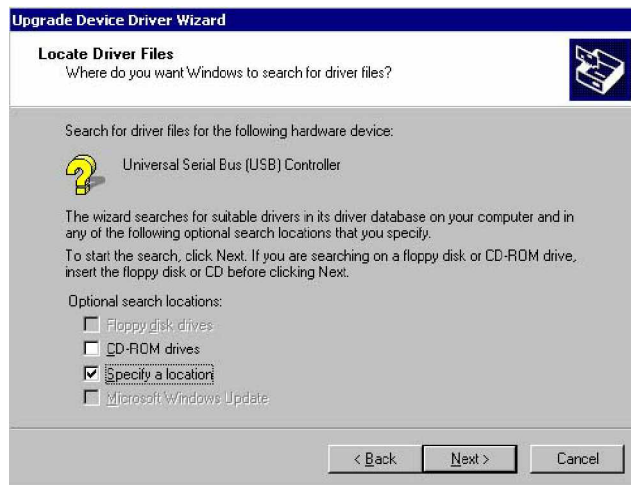 Upgrade Device Driver Wizard
Locate Driver Files
Where do you want Windows to search for driver files?
Search for driver files for the following hardware device:
Universal Serial Bus (USB) Controller
The wizard searches for suitable drivers in its driver database on your computer and in
any of the following optional search locations that you specify.
To start the search, click Next. If you are searching on a floppy disk or CD-ROM drive,
insert the floppy disk or CD before clicking Next.
Optional search locations:
Floppy disk drives
CD-ROM drives
Specify a location
Microsoft Windows Update
< Back Next > Cancel